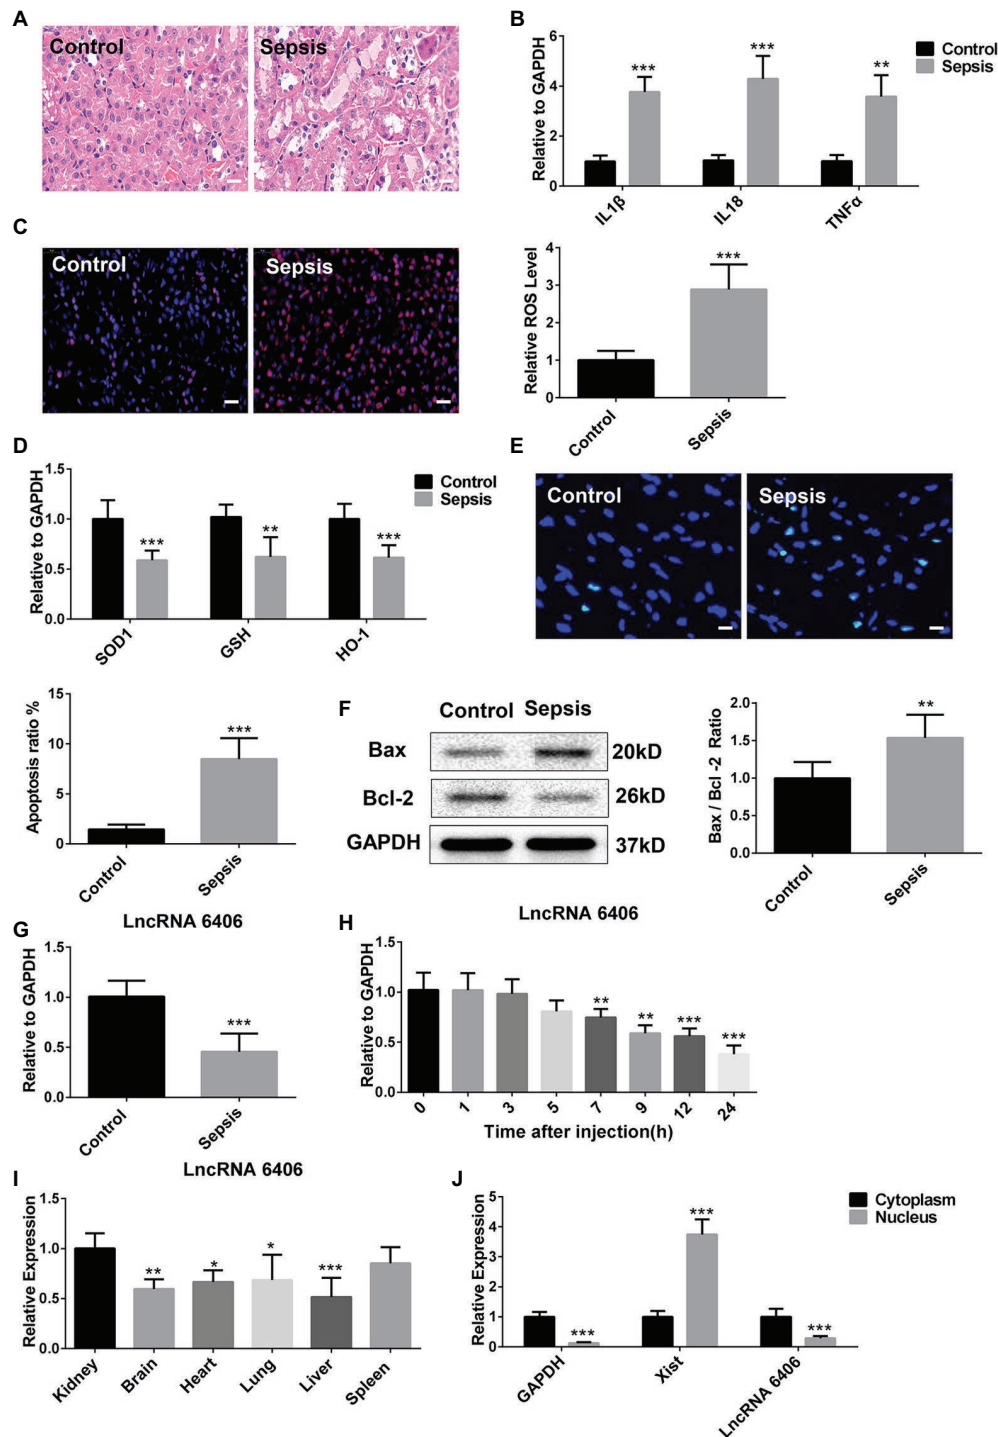 A
Control
Sepsis
B
Relative to GAPDH
6
4
2
0
***
***
**
Control
Sepsis
IL1β
IL18
TNFα
C
Control
Sepsis
Relative ROS Level
4
3
2
1
0
***
Control
Sepsis
D
Relative to GAPDH
1.5
1.0
0.5
0.0
***
**
***
Control
Sepsis
SOD1
GSH
HO-1
E
Control
Sepsis
Apoptosis ratio %
15
10
5
0
***
Control
Sepsis
F
Control Sepsis
Bax 20kD
Bcl-2 26kD
GAPDH 37kD
Bax / Bcl -2 Ratio
2.0
1.5
1.0
0.5
0.0
**
Control
Sepsis
G
LncRNA 6406
Relative to GAPDH
1.5
1.0
0.5
0.0
***
Control
Sepsis
H
LncRNA 6406
Relative to GAPDH
1.5
1.0
0.5
0.0
**
**
***
***
0 1 3 5 7 9 12 24
Time after injection(h)
I
LncRNA 6406
Relative Expression
1.5
1.0
0.5
0.0
**
*
*
***
Kidney
Brain
Heart
Lung
Liver
Spleen
J
Relative Expression
5
4
3
2
1
0
***
***
***
Cytoplasm
Nucleus
GAPDH
Xist
LncRNA 6406